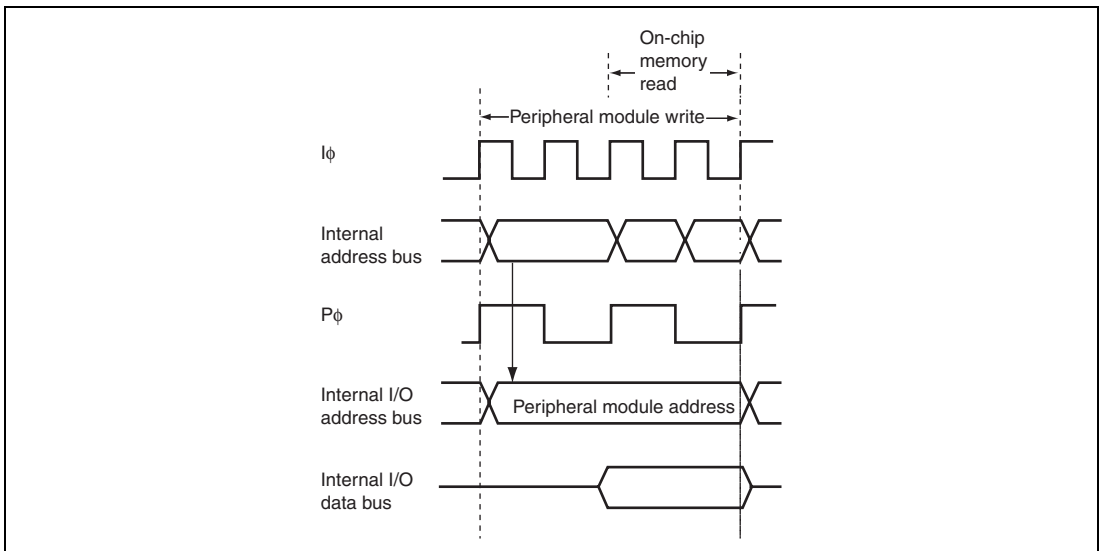 On-chip
memory
read
Peripheral module write
Iϕ
Internal
address bus
Pϕ
Internal I/O
address bus
Peripheral module address
Internal I/O
data bus